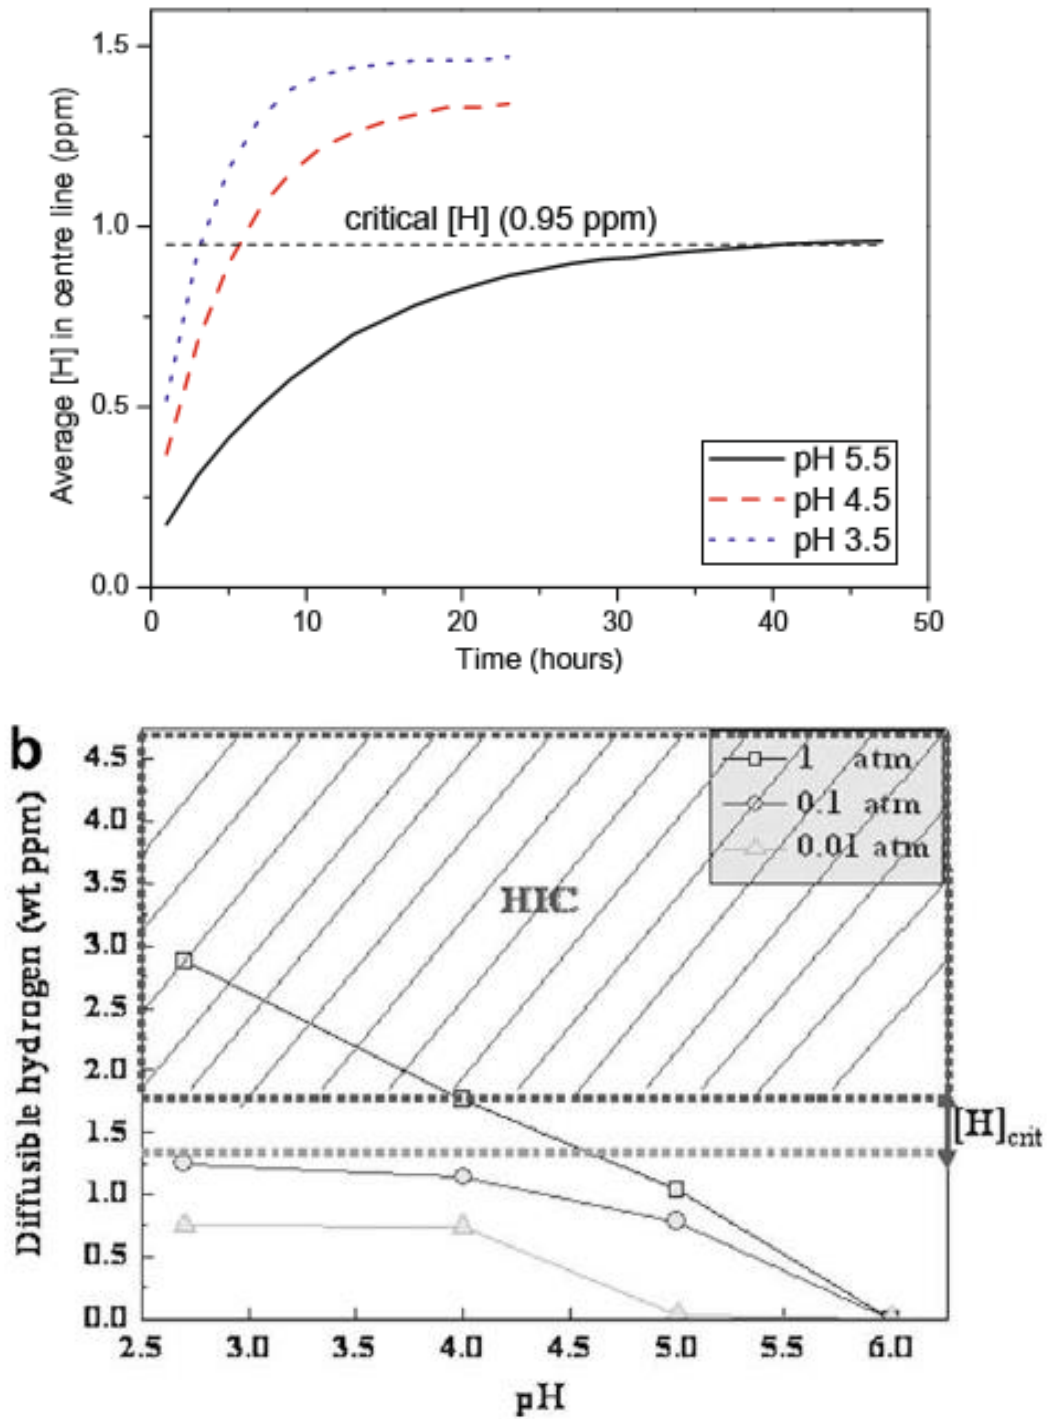 1.5
1.0
0.5
0.0
Average [H] in centre line (ppm)
critical [H] (0.95 ppm)
pH 5.5
pH 4.5
pH 3.5
0 10 20 30 40 50
Time (hours)
b
4.5
4.0
3.5
3.0
2.5
2.0
1.5
1.0
0.5
0.0
Diffusible hydrogen (wt ppm)
1 atm
0.1 atm
0.01 atm
HIC
[H]crit
2.5 3.0 3.5 4.0 4.5 5.0 5.5 6.0
pH